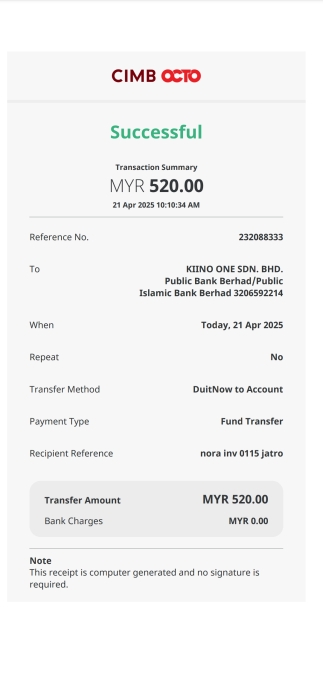 CIMB OCTO
Successful
Transaction Summary
MYR 520.00
21 Apr 2025 10:10:34 AM
Reference No. 232088333
To KIINO ONE SDN. BHD.
Public Bank Berhad/Public
Islamic Bank Berhad 3206592214
When Today, 21 Apr 2025
Repeat No
Transfer Method DuitNow to Account
Payment Type Fund Transfer
Recipient Reference nora inv 0115 jatro
Transfer Amount MYR 520.00
Bank Charges MYR 0.00
Note
This receipt is computer generated and no signature is
required.